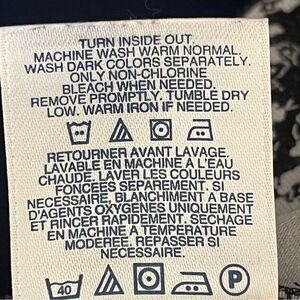 TURN INSIDE OUT.
MACHINE WASH WARM NORMAL.
WASH DARK COLORS SEPARATELY.
ONLY NON-CHLORINE
BLEACH WHEN NEEDED,
REMOVE PROMPTLY, TUMBLE DRY
LOW. WARM IRON IF NEEDED.
RETOURNER AVANT LAVAGE,
LAVABLE EN MACHINE A L'EAU
CHAUDE. LAVER LES COULEURS
FONCEES SEPAREMENT. SI
NECESSAIRE, BLANCHIMENT A BASE
D'AGENTS OXYGENES UNIQUEMENT
ET RINCER RAPIDEMENT. SECHAGE
EN MACHINE A TEMPERATURE
MODEREE. REPASSER SI
NECESSAIRE.
40 P